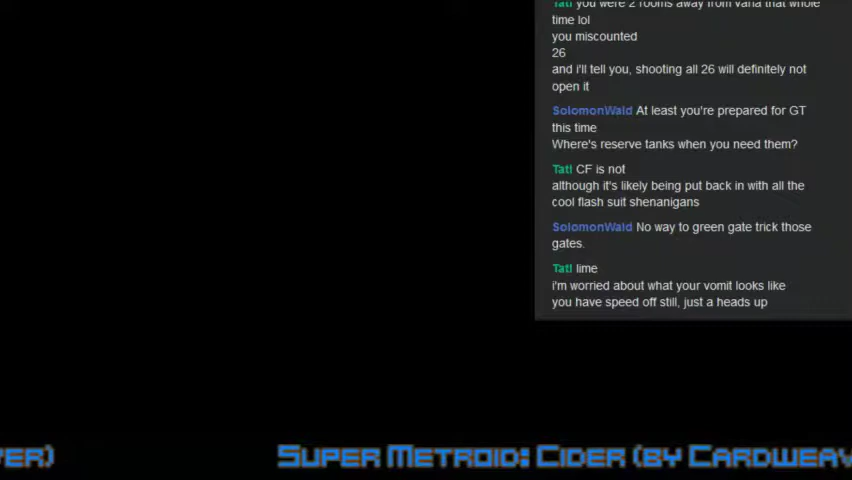 Tatl you were 2 rooms away from varia that whole
time lol
you miscounted
26
and i'll tell you, shooting all 26 will definitely not
open it
SolomonWald At least you're prepared for GT
this time
Where's reserve tanks when you need them?
Tatl CF is not
although it's likely being put back in with all the
cool flash suit shenanigans
SolomonWald No way to green gate trick those
gates.
Tatl lime
i'm worried about what your vomit looks like
you have speed off still, just a heads up
VER) Super Metroid: Cider (by Cardweav